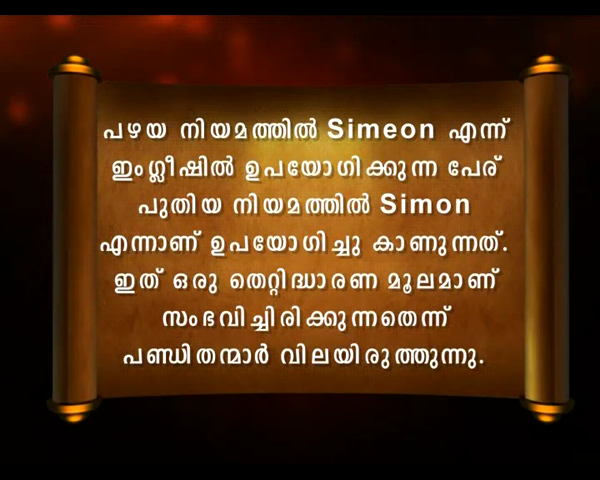 പഴയ നിയമത്തിൽ Simeon എന്ന്
ഇംഗ്ലീഷിൽ ഉപയോഗിക്കുന്ന പേര്
പുതിയ നിയമത്തിൽ Simon
എന്നാണ് ഉപയോഗിച്ചു കാണുന്നത്.
ഇത് ഒരു തെറ്റിദ്ധാരണ മൂലമാണ്
സംഭവിച്ചിരിക്കുന്നതെന്ന്
പണ്ഡിതന്മാർ വിലയിരുത്തുന്നു.